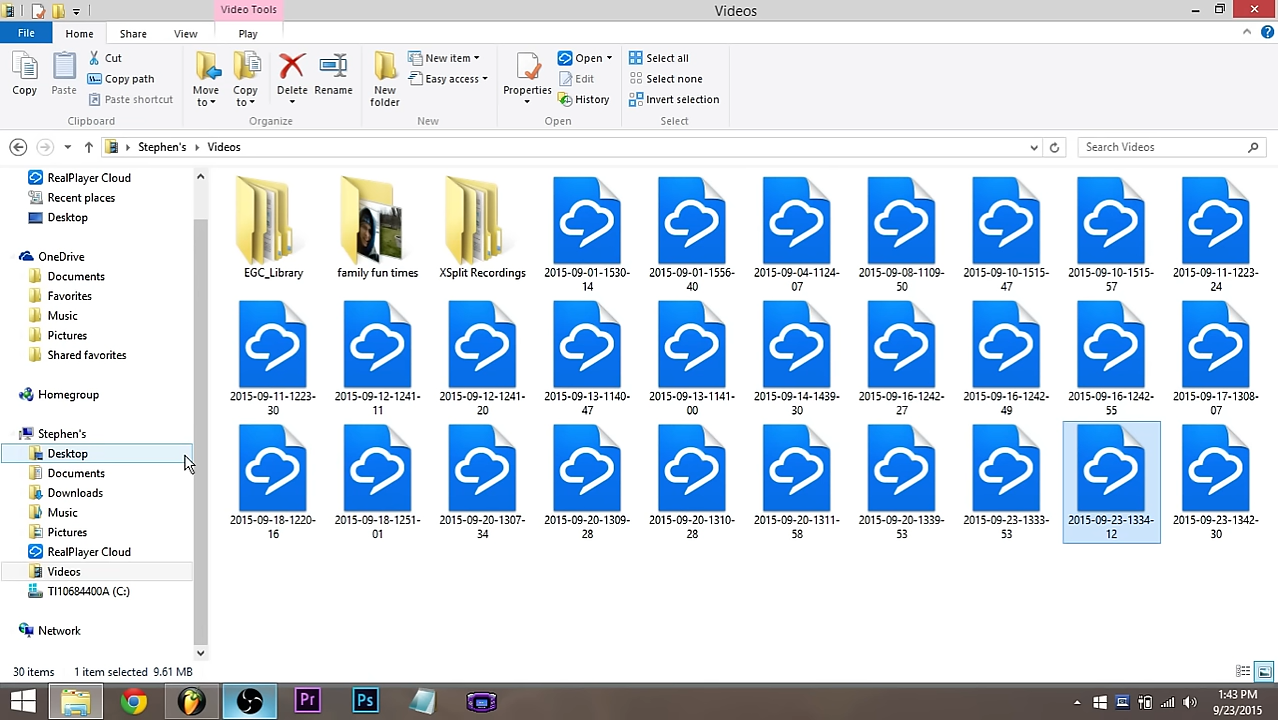 Video Tools
Videos
File
Home
Share
View
Play
Copy
Paste
Cut
Copy path
Paste shortcut
Clipboard
Move to
Copy to
Delete
Rename
Organize
New folder
New item
Easy access
New
Properties
Open
Edit
History
Open
Select all
Select none
Invert selection
Select
Stephen's
Videos
Search Videos
RealPlayer Cloud
Recent places
Desktop
OneDrive
Documents
Favorites
Music
Pictures
Shared favorites
Homegroup
Stephen's
Desktop
Documents
Downloads
Music
Pictures
RealPlayer Cloud
Videos
TI10684400A (C:)
Network
EGC_Library
family fun times
XSplit Recordings
2015-09-01-1530-
14
2015-09-01-1556-
40
2015-09-04-1124-
07
2015-09-08-1109-
50
2015-09-10-1515-
47
2015-09-10-1515-
57
2015-09-11-1223-
24
2015-09-11-1223-
30
2015-09-12-1241-
11
2015-09-12-1241-
20
2015-09-13-1140-
47
2015-09-13-1141-
00
2015-09-14-1439-
30
2015-09-16-1242-
27
2015-09-16-1242-
49
2015-09-16-1242-
55
2015-09-17-1308-
07
2015-09-18-1220-
16
2015-09-18-1251-
01
2015-09-20-1307-
34
2015-09-20-1309-
28
2015-09-20-1310-
28
2015-09-20-1311-
58
2015-09-20-1339-
53
2015-09-23-1333-
53
2015-09-23-1334-
12
2015-09-23-1342-
30
30 items
1 item selected 9.61 MB
Pr
Ps
1:43 PM
9/23/2015